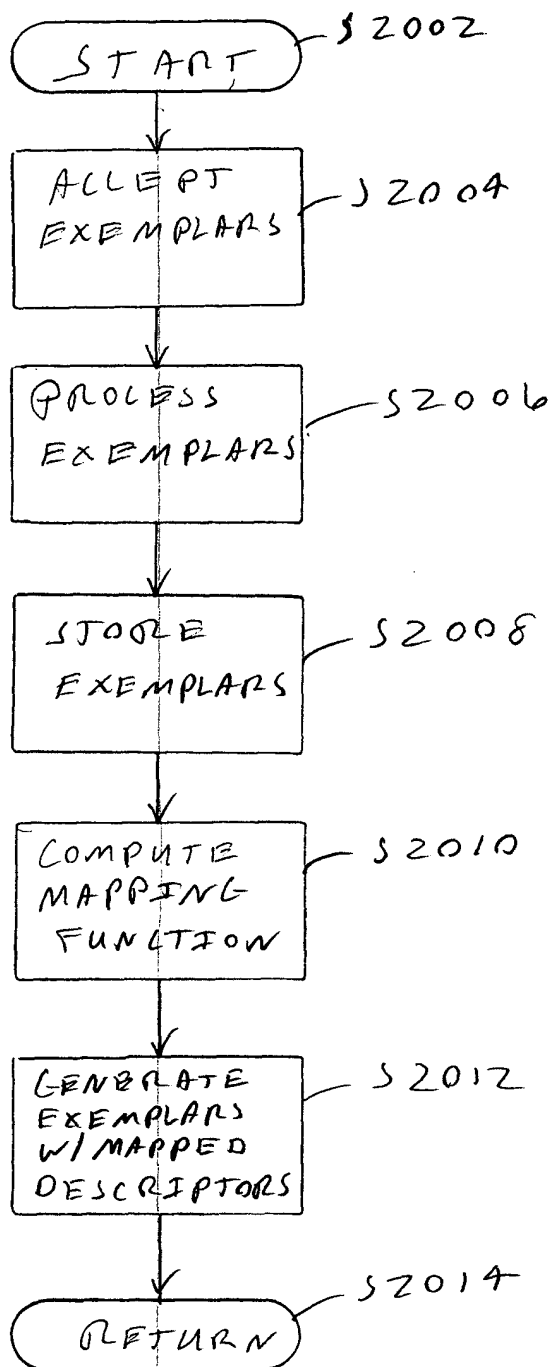 START
S2002
ACCEPT
EXEMPLARS
S2004
PROCESS
EXEMPLARS
S2006
STORE
EXEMPLARS
S2008
COMPUTE
MAPPING
FUNCTION
S2010
GENERATE
EXEMPLARS
W/MAPPED
DESCRIPTORS
S2012
RETURN
S2014